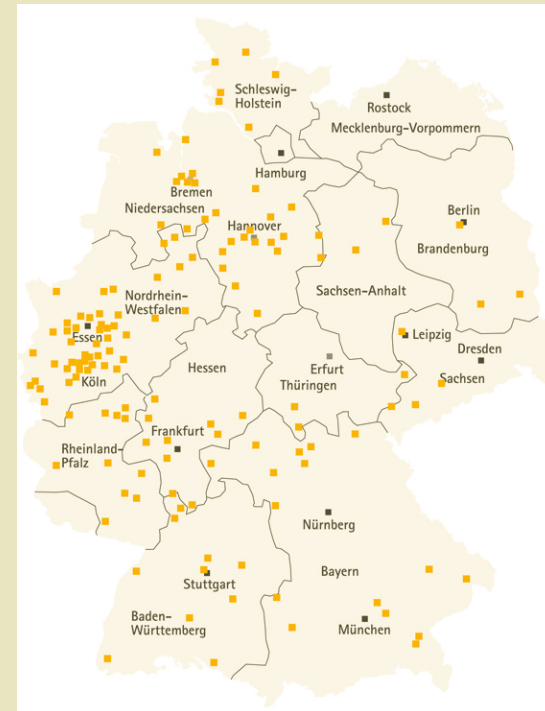 Schleswig-
Holstein
Rostock
Mecklenburg-Vorpommern
Hamburg
Bremen
Niedersachsen
Hannover
Berlin
Brandenburg
Sachsen-Anhalt
Nordrhein-
Westfalen
Essen
Leipzig
Dresden
Hessen
Erfurt
Thüringen
Sachsen
Köln
Frankfurt
Rheinland-
Pfalz
Nürnberg
Stuttgart
Bayern
Baden-
Württemberg
München